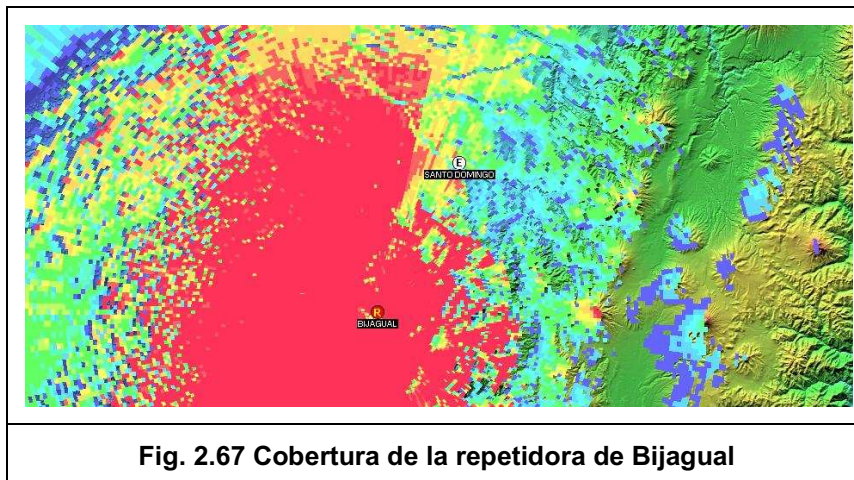 E
SANTO DOMINGO
R
BIJAGUAL
Fig. 2.67 Cobertura de la repetidora de Bijagual